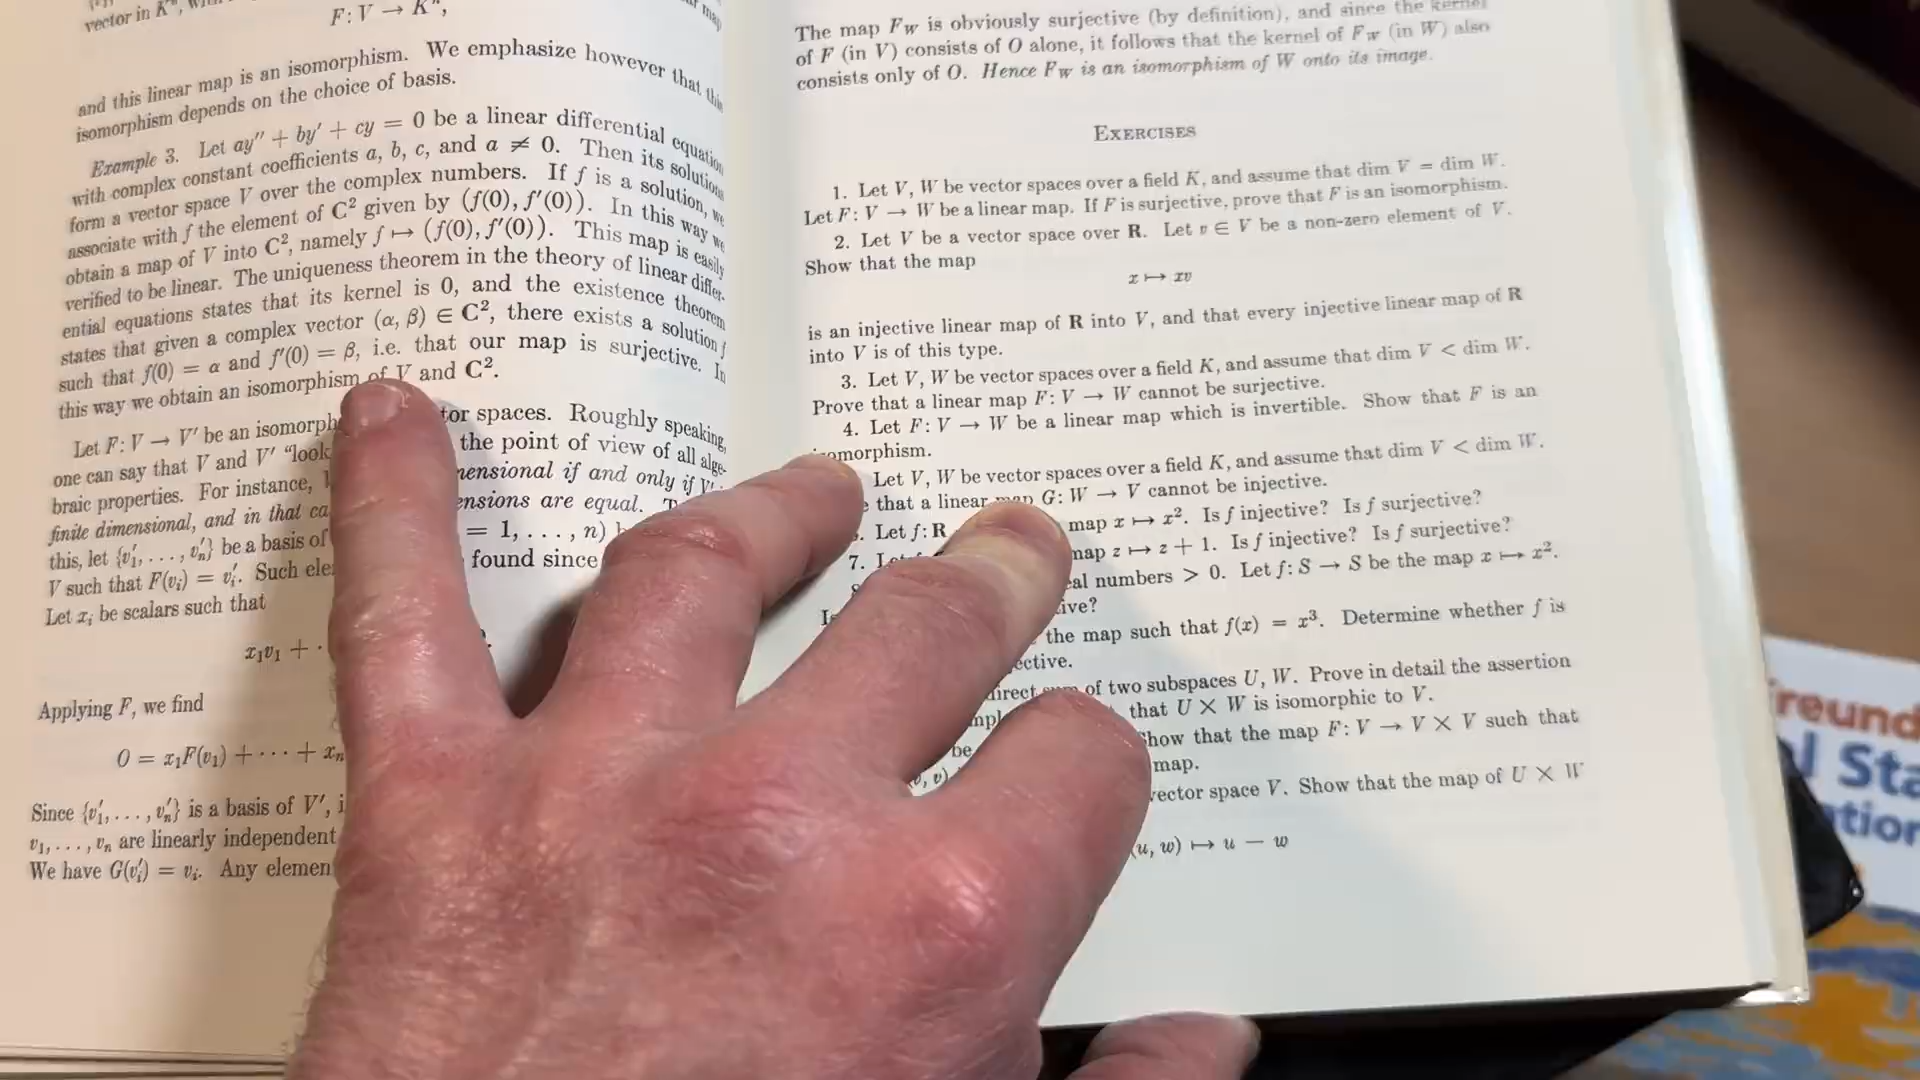 vector in Kⁿ,
F: V → Kⁿ,
and this linear map is an isomorphism. We emphasize however that this
isomorphism depends on the choice of basis.
Example 3. Let ay″ + by′ + cy = 0 be a linear differential equation
with complex constant coefficients a, b, c, and a ≠ 0. Then its solutions
form a vector space V over the complex numbers. If f is a solution, we
associate with f the element of C² given by (f(0), f′(0)). In this way we
obtain a map of V into C², namely f ↦ (f(0), f′(0)). This map is easily
verified to be linear. The uniqueness theorem in the theory of linear differ-
ential equations states that its kernel is 0, and the existence theorem
states that given a complex vector (α, β) ∈ C², there exists a solution f
such that f(0) = α and f′(0) = β, i.e. that our map is surjective. In
this way we obtain an isomorphism of V and C².
Let F: V → V′ be an isomorph tor spaces. Roughly speaking,
one can say that V and V′ “look the point of view of all alge-
braic properties. For instance, mensional if and only if V′
finite dimensional, and in that ca ensions are equal.
this, let {v′₁, . . . , v′ₙ} be a basis of = 1, . . . , n)
V such that F(vᵢ) = v′ᵢ. Such ele found since
Let xᵢ be scalars such that
x₁v₁ + ·
Applying F, we find
O = x₁F(v₁) + · · · + xₙ
Since {v′₁, . . . , v′ₙ} is a basis of V′, i
v₁, . . . , vₙ are linearly independent
We have G(v′ᵢ) = vᵢ. Any elemen
The map F_W is obviously surjective (by definition), and since the kernel
of F (in V) consists of O alone, it follows that the kernel of F_W (in W) also
consists only of O. Hence F_W is an isomorphism of W onto its image.
EXERCISES
1. Let V, W be vector spaces over a field K, and assume that dim V = dim W.
Let F: V → W be a linear map. If F is surjective, prove that F is an isomorphism.
2. Let V be a vector space over R. Let v ∈ V be a non-zero element of V.
Show that the map
x ↦ xv
is an injective linear map of R into V, and that every injective linear map of R
into V is of this type.
3. Let V, W be vector spaces over a field K, and assume that dim V < dim W.
Prove that a linear map F: V → W cannot be surjective.
4. Let F: V → W be a linear map which is invertible. Show that F is an
isomorphism.
Let V, W be vector spaces over a field K, and assume that dim V < dim W.
that a linear map G: W → V cannot be injective.
Let f: R map x ↦ x². Is f injective? Is f surjective?
7. Let map z ↦ z + 1. Is f injective? Is f surjective?
al numbers > 0. Let f: S → S be the map x ↦ x².
Is ive?
the map such that f(x) = x³. Determine whether f is
ective.
direct sum of two subspaces U, W. Prove in detail the assertion
that U × W is isomorphic to V.
be Show that the map F: V → V × V such that
v) map.
vector space V. Show that the map of U × W
(u, w) ↦ u − w
reund
l Sta
ation